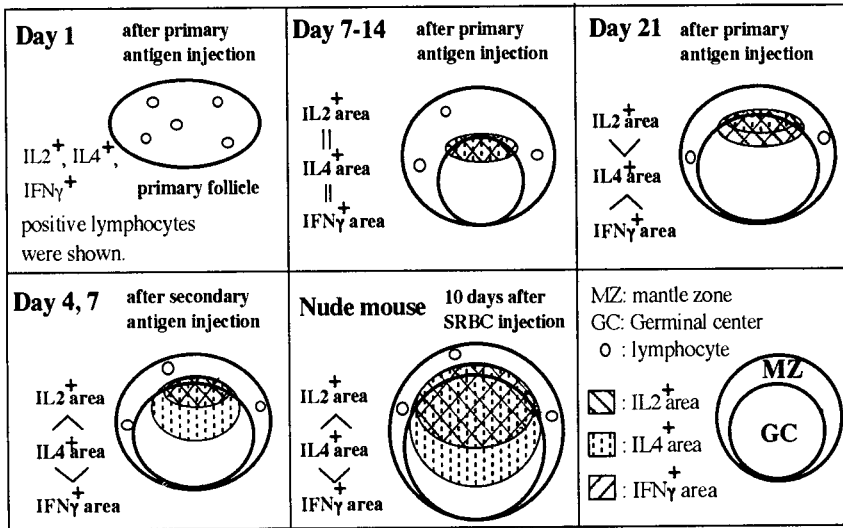 Day 1
after primary
antigen injection
IL2+, IL4+,
IFNγ+
primary follicle
positive lymphocytes
were shown.
Day 7-14
after primary
antigen injection
IL2+ area
||
IL4+ area
||
IFNγ+ area
Day 21
after primary
antigen injection
IL2+ area
∨
IL4+ area
∧
IFNγ+ area
Day 4, 7
after secondary
antigen injection
IL2+ area
∧
IL4+ area
∨
IFNγ+ area
Nude mouse
10 days after
SRBC injection
IL2+ area
∧
IL4+ area
∨
IFNγ+ area
MZ: mantle zone
GC: Germinal center
o : lymphocyte
: IL2+ area
: IL4+ area
: IFNγ+ area
MZ
GC